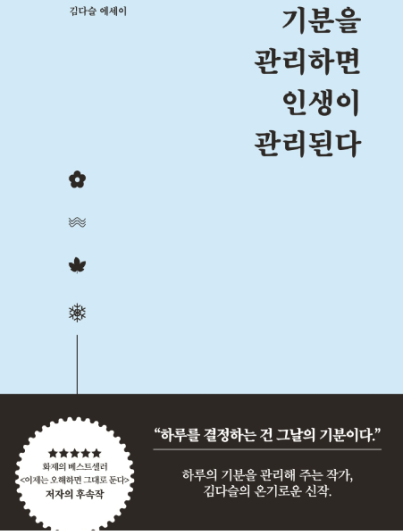 김다슬 에세이
기분을
관리하면
인생이
관리된다
“하루를 결정하는 건 그날의 기분이다.”
하루의 기분을 관리해 주는 작가,
김다슬의 온기로운 신작.
★★★★★
화제의 베스트셀러
<이제는 오해하면 그대로 둔다>
저자의 후속작